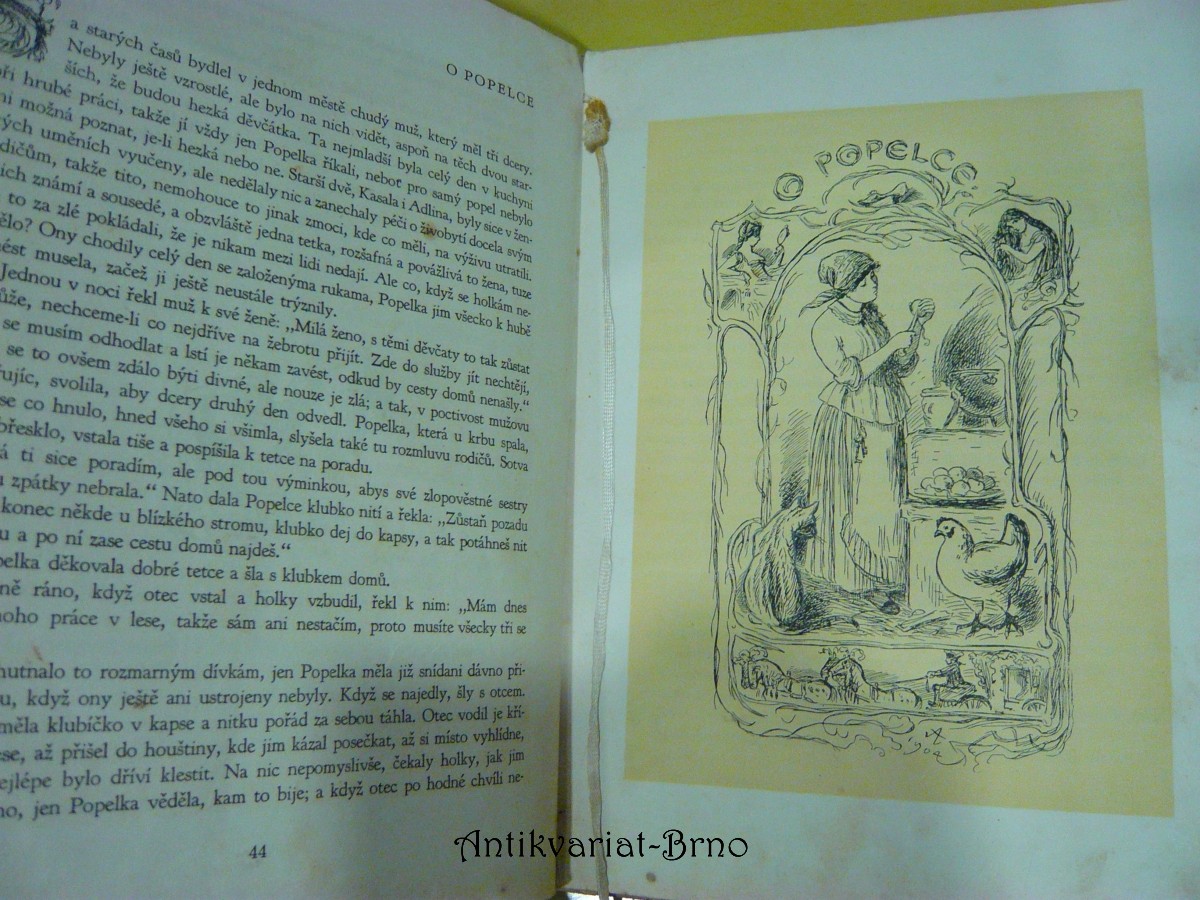 O POPELCE
a starých časů bydlel v jednom městě chudý muž, který měl tři dcery.
Nebyly ještě vzrostlé, ale bylo na nich vidět, aspoň na těch dvou star-
ších, že budou hezká děvčátka. Ta nejmladší byla celý den v kuchyni
při hrubé práci, takže jí vždy jen Popelka říkali, neboť pro samý popel nebylo
ani možná poznat, je-li hezká nebo ne. Starší dvě, Kasala i Adlina, byly sice v žen-
ých uměních vyučeny, ale nedělaly nic a zanechaly péči o živobytí docela svým
dičům, takže tito, nemohouce to jinak zmoci, kde co měli, na výživu utratili.
ich známí a sousedé, a obzvláště jedna tetka, rozšafná a povážlivá to žena, tuze
to za zlé pokládali, že je nikam mezi lidi nedají. Ale co, když se holkám ne-
ělo? Ony chodily celý den se založenýma rukama, Popelka jim všecko k hubě
nést musela, začež ji ještě neustále trýznily.
Jednou v noci řekl muž k své ženě: „Milá ženo, s těmi děvčaty to tak zůstat
ůže, nechceme-li co nejdříve na žebrotu přijít. Zde do služby jít nechtějí,
se musím odhodlat a lstí je někam zavést, odkud by cesty domů nenašly.“
se to ovšem zdálo býti divné, ale nouze je zlá; a tak, v poctivost mužovu
řujíc, svolila, aby dcery druhý den odvedl. Popelka, která u krbu spala,
se co hnulo, hned všeho si všimla, slyšela také tu rozmluvu rodičů. Sotva
břesklo, vstala tiše a pospíšila k tetce na poradu.
á ti sice poradím, ale pod tou výminkou, abys své zlopověstné sestry
u zpátky nebrala.“ Nato dala Popelce klubko nití a řekla: „Zůstaň pozadu
konec někde u blízkého stromu, klubko dej do kapsy, a tak potáhneš nit
u a po ní zase cestu domů najdeš.“
pelka děkovala dobré tetce a šla s klubkem domů.
ně ráno, když otec vstal a holky vzbudil, řekl k nim: „Mám dnes
noho práce v lese, takže sám ani nestačím, proto musíte všecky tři se
hutnalo to rozmarným dívkám, jen Popelka měla již snídani dávno při-
u, když ony ještě ani ustrojeny nebyly. Když se najedly, šly s otcem.
měla klubíčko v kapse a nitku pořád za sebou táhla. Otec vodil je kří-
ese, až přišel do houštiny, kde jim kázal posečkat, až si místo vyhlídne,
ejlépe bylo dříví klestit. Na nic nepomyslivše, čekaly holky, jak jim
no, jen Popelka věděla, kam to bije; a když otec po hodné chvíli ne-
44
O POPELCE
Antikvariat-Brno